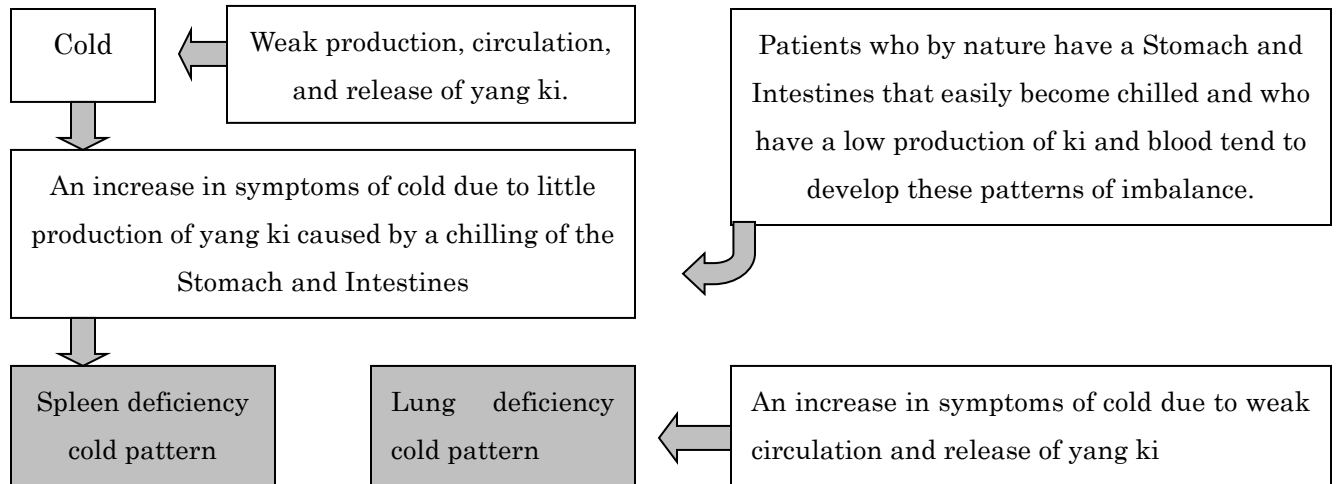 Cold
Weak production, circulation,
and release of yang ki.
Patients who by nature have a Stomach and
Intestines that easily become chilled and who
have a low production of ki and blood tend to
develop these patterns of imbalance.
An increase in symptoms of cold due to little
production of yang ki caused by a chilling of the
Stomach and Intestines
Spleen deficiency
cold pattern
Lung deficiency
cold pattern
An increase in symptoms of cold due to weak
circulation and release of yang ki